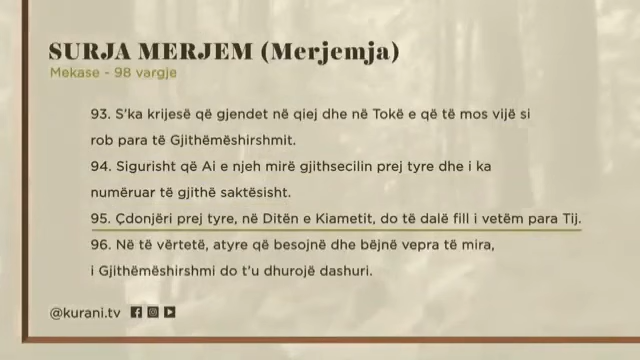 SURJA MERJEM (Merjemja)
Mekase - 98 vargje
93. S'ka krijesë që gjendet në qiej dhe në Tokë e që të mos vijë si
rob para të Gjithëmëshirshmit.
94. Sigurisht që Ai e njeh mirë gjithsecilin prej tyre dhe i ka
numëruar të gjithë saktësisht.
95. Çdonjëri prej tyre, në Ditën e Kiametit, do të dalë fill i vetëm para Tij.
96. Në të vërtetë, atyre që besojnë dhe bëjnë vepra të mira,
i Gjithëmëshirshmi do t'u dhurojë dashuri.
@kurani.tv